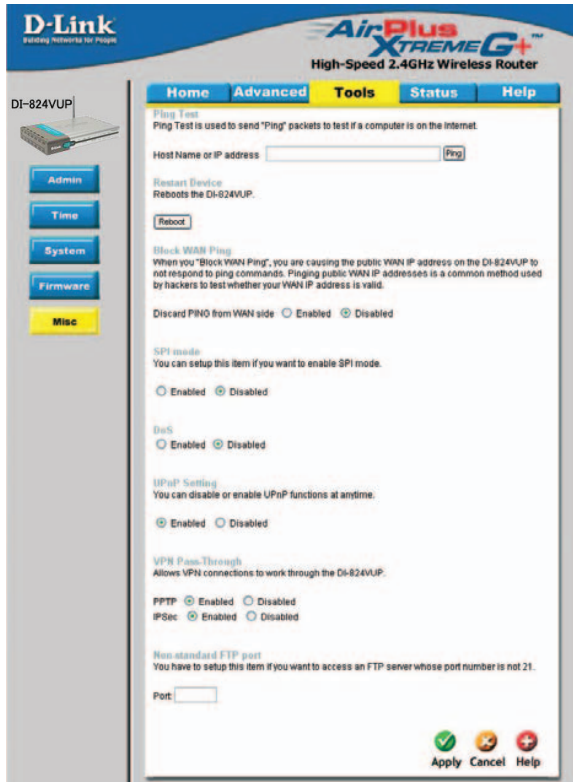 D-Link
Building Networks for People
AirPlus
XTREME G+™
High-Speed 2.4GHz Wireless Router
DI-824VUP
Home Advanced Tools Status Help
Admin
Time
System
Firmware
Misc
Ping Test
Ping Test is used to send "Ping" packets to test if a computer is on the Internet.
Host Name or IP address Ping
Restart Device
Reboots the DI-824VUP.
Reboot
Block WAN Ping
When you "Block WAN Ping", you are causing the public WAN IP address on the DI-824VUP to
not respond to ping commands. Pinging public WAN IP addresses is a common method used
by hackers to test whether your WAN IP address is valid.
Discard PING from WAN side Enabled Disabled
SPI mode
You can setup this item if you want to enable SPI mode.
Enabled Disabled
DoS
Enabled Disabled
UPnP Setting
You can disable or enable UPnP functions at anytime.
Enabled Disabled
VPN Pass-Through
Allows VPN connections to work through the DI-824VUP.
PPTP Enabled Disabled
IPSec Enabled Disabled
Non-standard FTP port
You have to setup this item if you want to access an FTP server whose port number is not 21.
Port
Apply Cancel Help